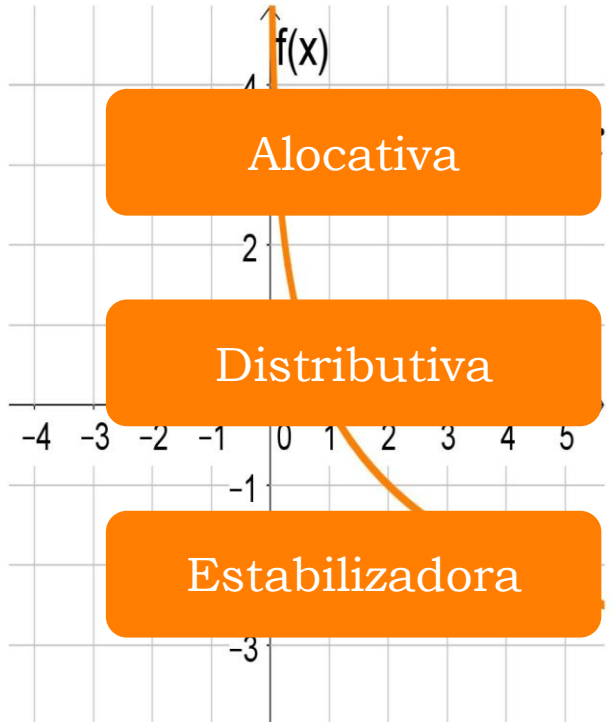 f(x)
4
Alocativa
2
Distributiva
−4 −3 −2 −1 0 1 2 3 4 5
−1
Estabilizadora
−3